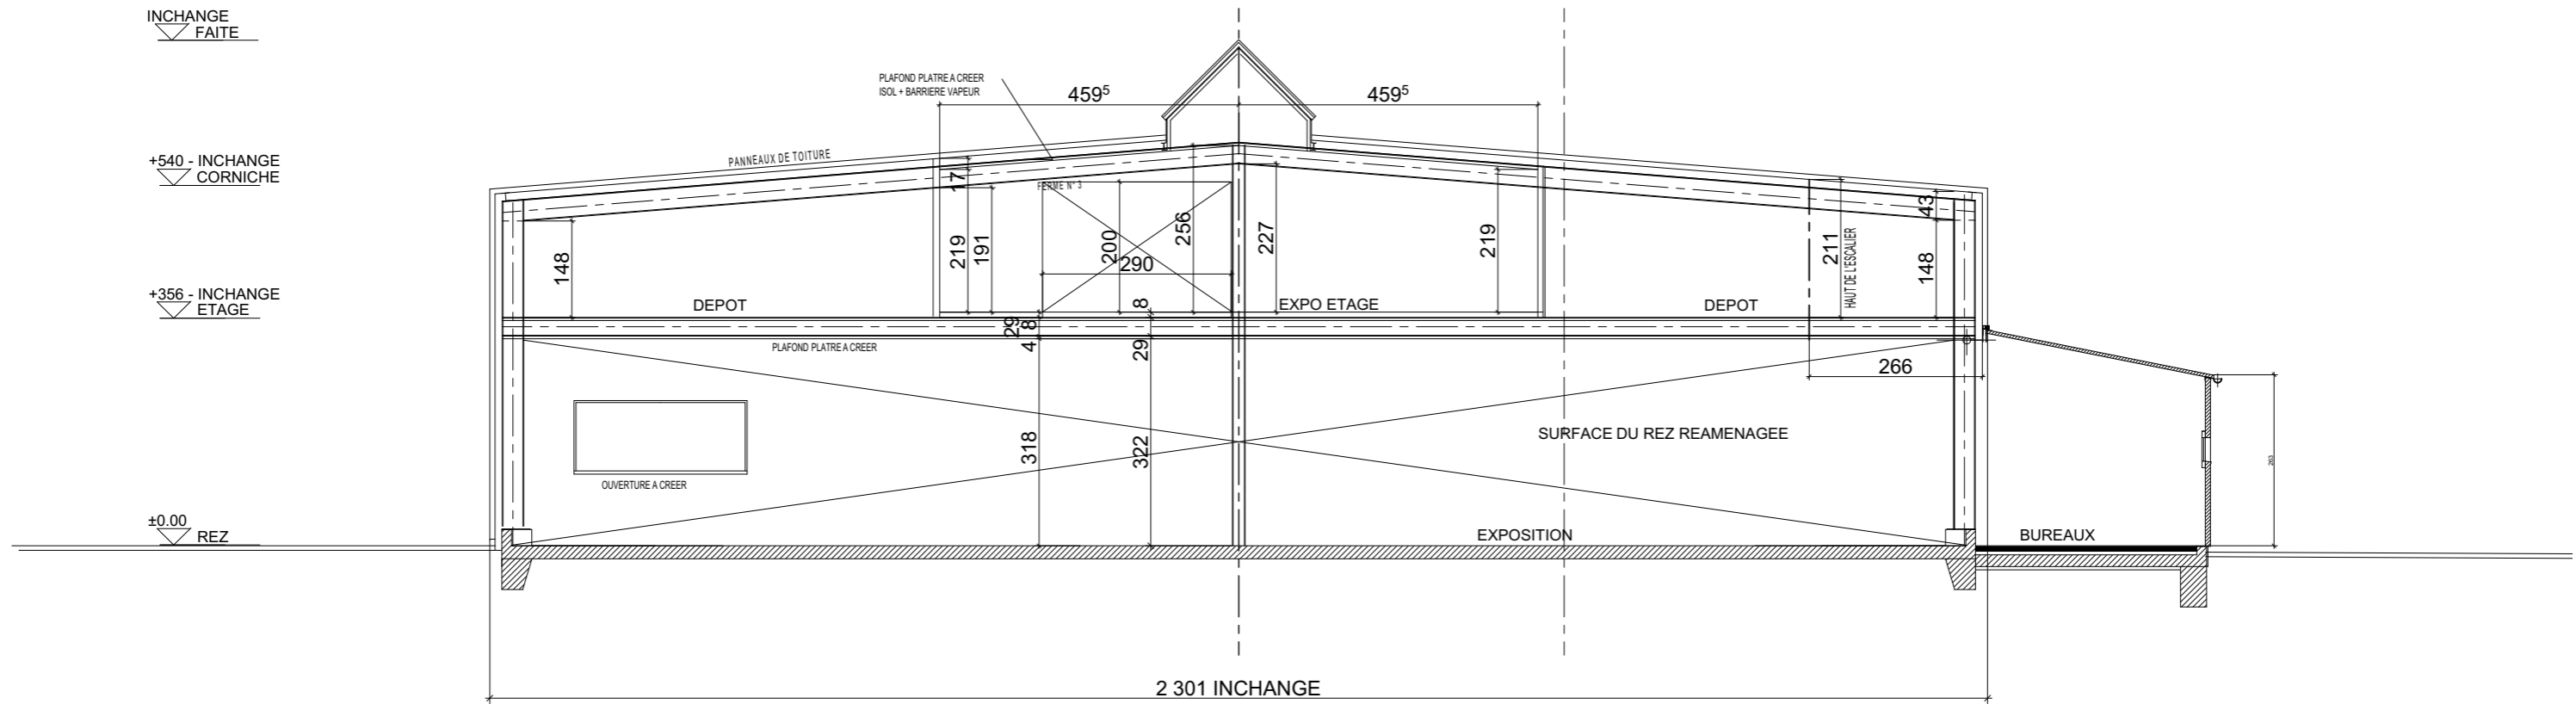 INCHANGE
FAITE
PLAFOND PLATRE A CREER
ISOL + BARRIERE VAPEUR
459⁵
459⁵
+540 - INCHANGE
CORNICHE
PANNEAUX DE TOITURE
FERME N° 3
17
219
191
200
290
256
227
219
211
HAUT DE L'ESCALIER
43
148
148
+356 - INCHANGE
ETAGE
DEPOT
8
EXPO ETAGE
DEPOT
29
8
4
29
PLAFOND PLATRE A CREER
266
318
322
SURFACE DU REZ REAMENAGEE
263
OUVERTURE A CREER
±0.00
REZ
EXPOSITION
BUREAUX
2 301 INCHANGE